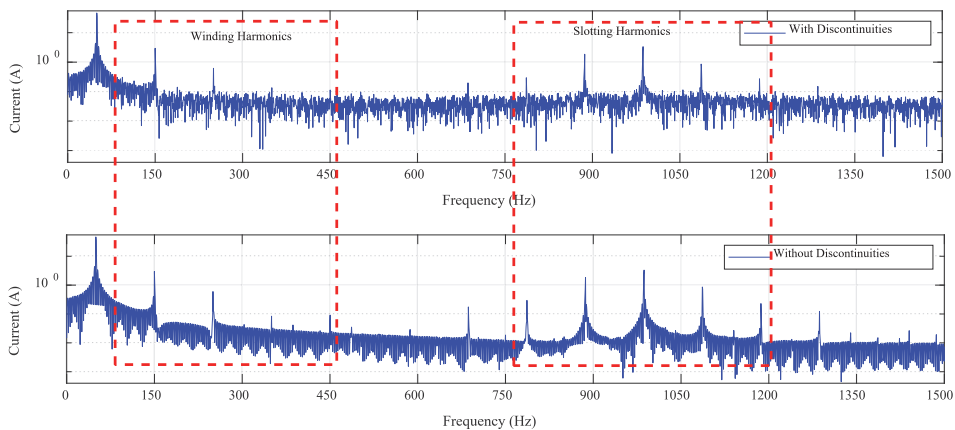 Winding Harmonics
Slotting Harmonics
With Discontinuities
10 0
Current (A)
0 150 300 450 600 750 900 1050 1200 1350 1500
Frequency (Hz)
Without Discontinuities
10 0
Current (A)
0 150 300 450 600 750 900 1050 1200 1350 1500
Frequency (Hz)